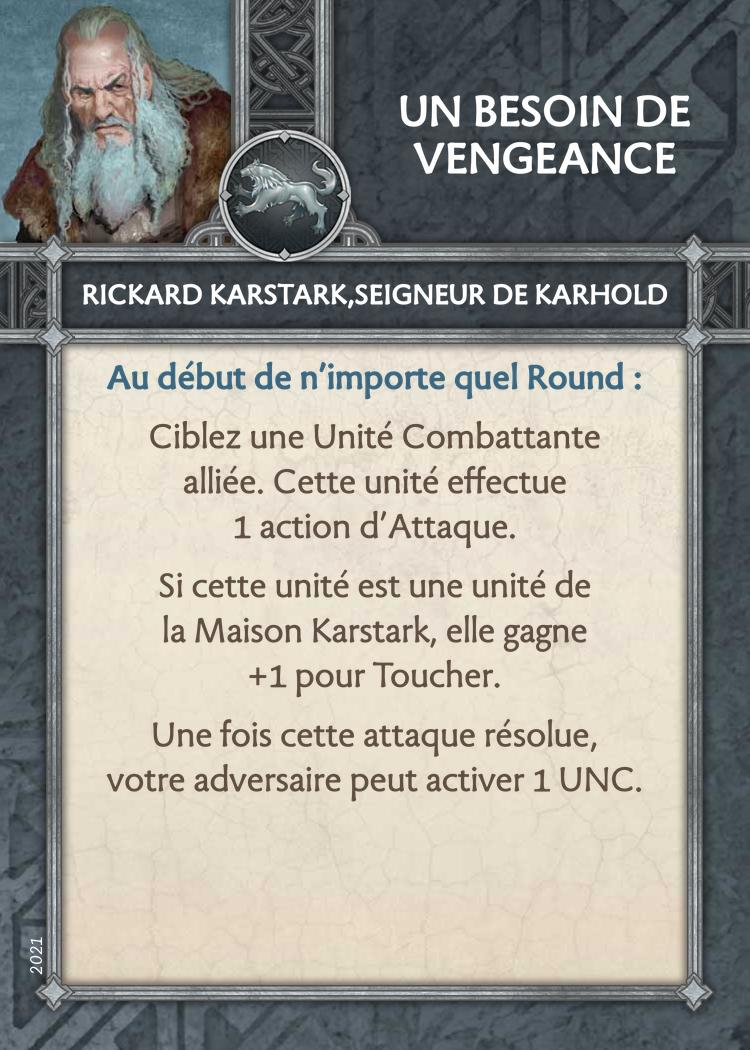 UN BESOIN DE
VENGEANCE
RICKARD KARSTARK,SEIGNEUR DE KARHOLD
Au début de n'importe quel Round :
Ciblez une Unité Combattante
alliée. Cette unité effectue
1 action d'Attaque.
Si cette unité est une unité de
la Maison Karstark, elle gagne
+1 pour Toucher.
Une fois cette attaque résolue,
votre adversaire peut activer 1 UNC.
2021